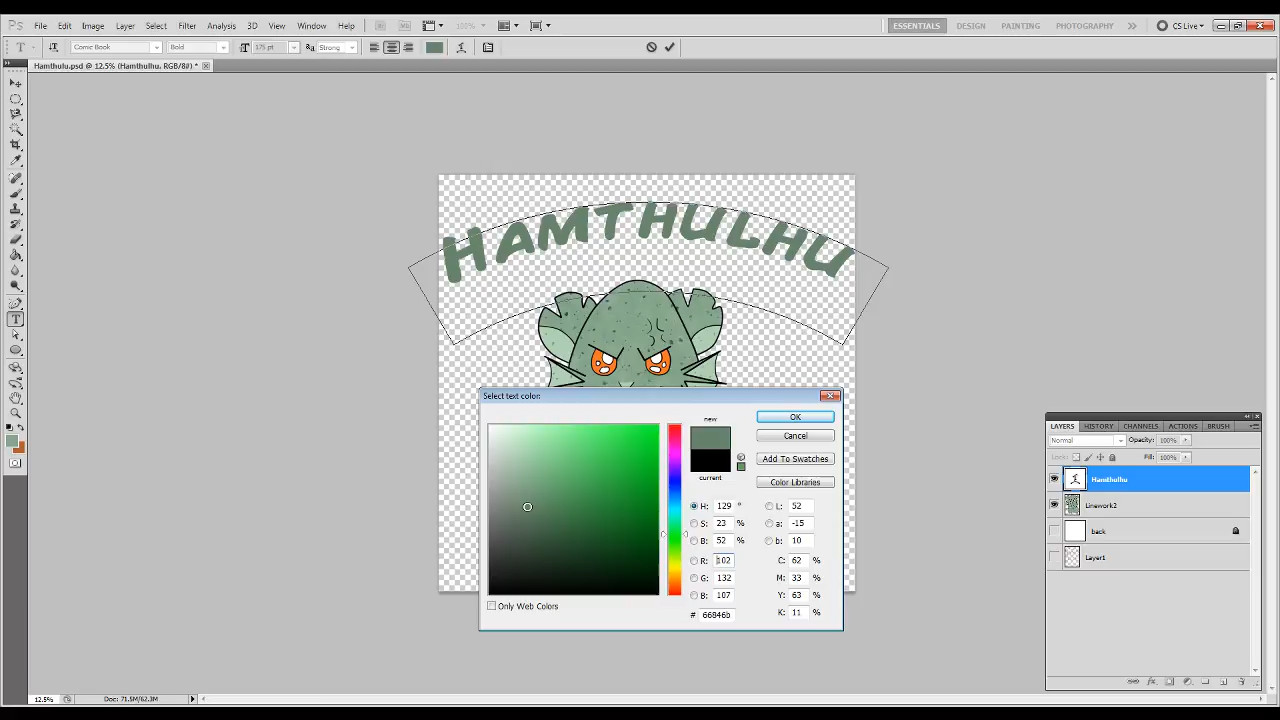 Ps File Edit Image Layer Select Filter Analysis 3D View Window Help Br Mb 100% ESSENTIALS DESIGN PAINTING PHOTOGRAPHY CS Live
T Comic Book Bold 175 pt Strong
Hamthulu.psd @ 12.5% (Hamthulhu, RGB/8#) *
HAMTHULHU
Select text color:
new
current
OK
Cancel
Add To Swatches
Color Libraries
H: 129 ° L: 52
S: 23 % a: -15
B: 52 % b: 10
R: 102 C: 62 %
G: 132 M: 33 %
B: 107 Y: 63 %
# 66846b K: 11 %
Only Web Colors
LAYERS HISTORY CHANNELS ACTIONS BRUSH
Normal Opacity: 100%
Lock: Fill: 100%
Hamthulhu
Linework2
back
Layer1
12.5% Doc: 71.5M/62.3M